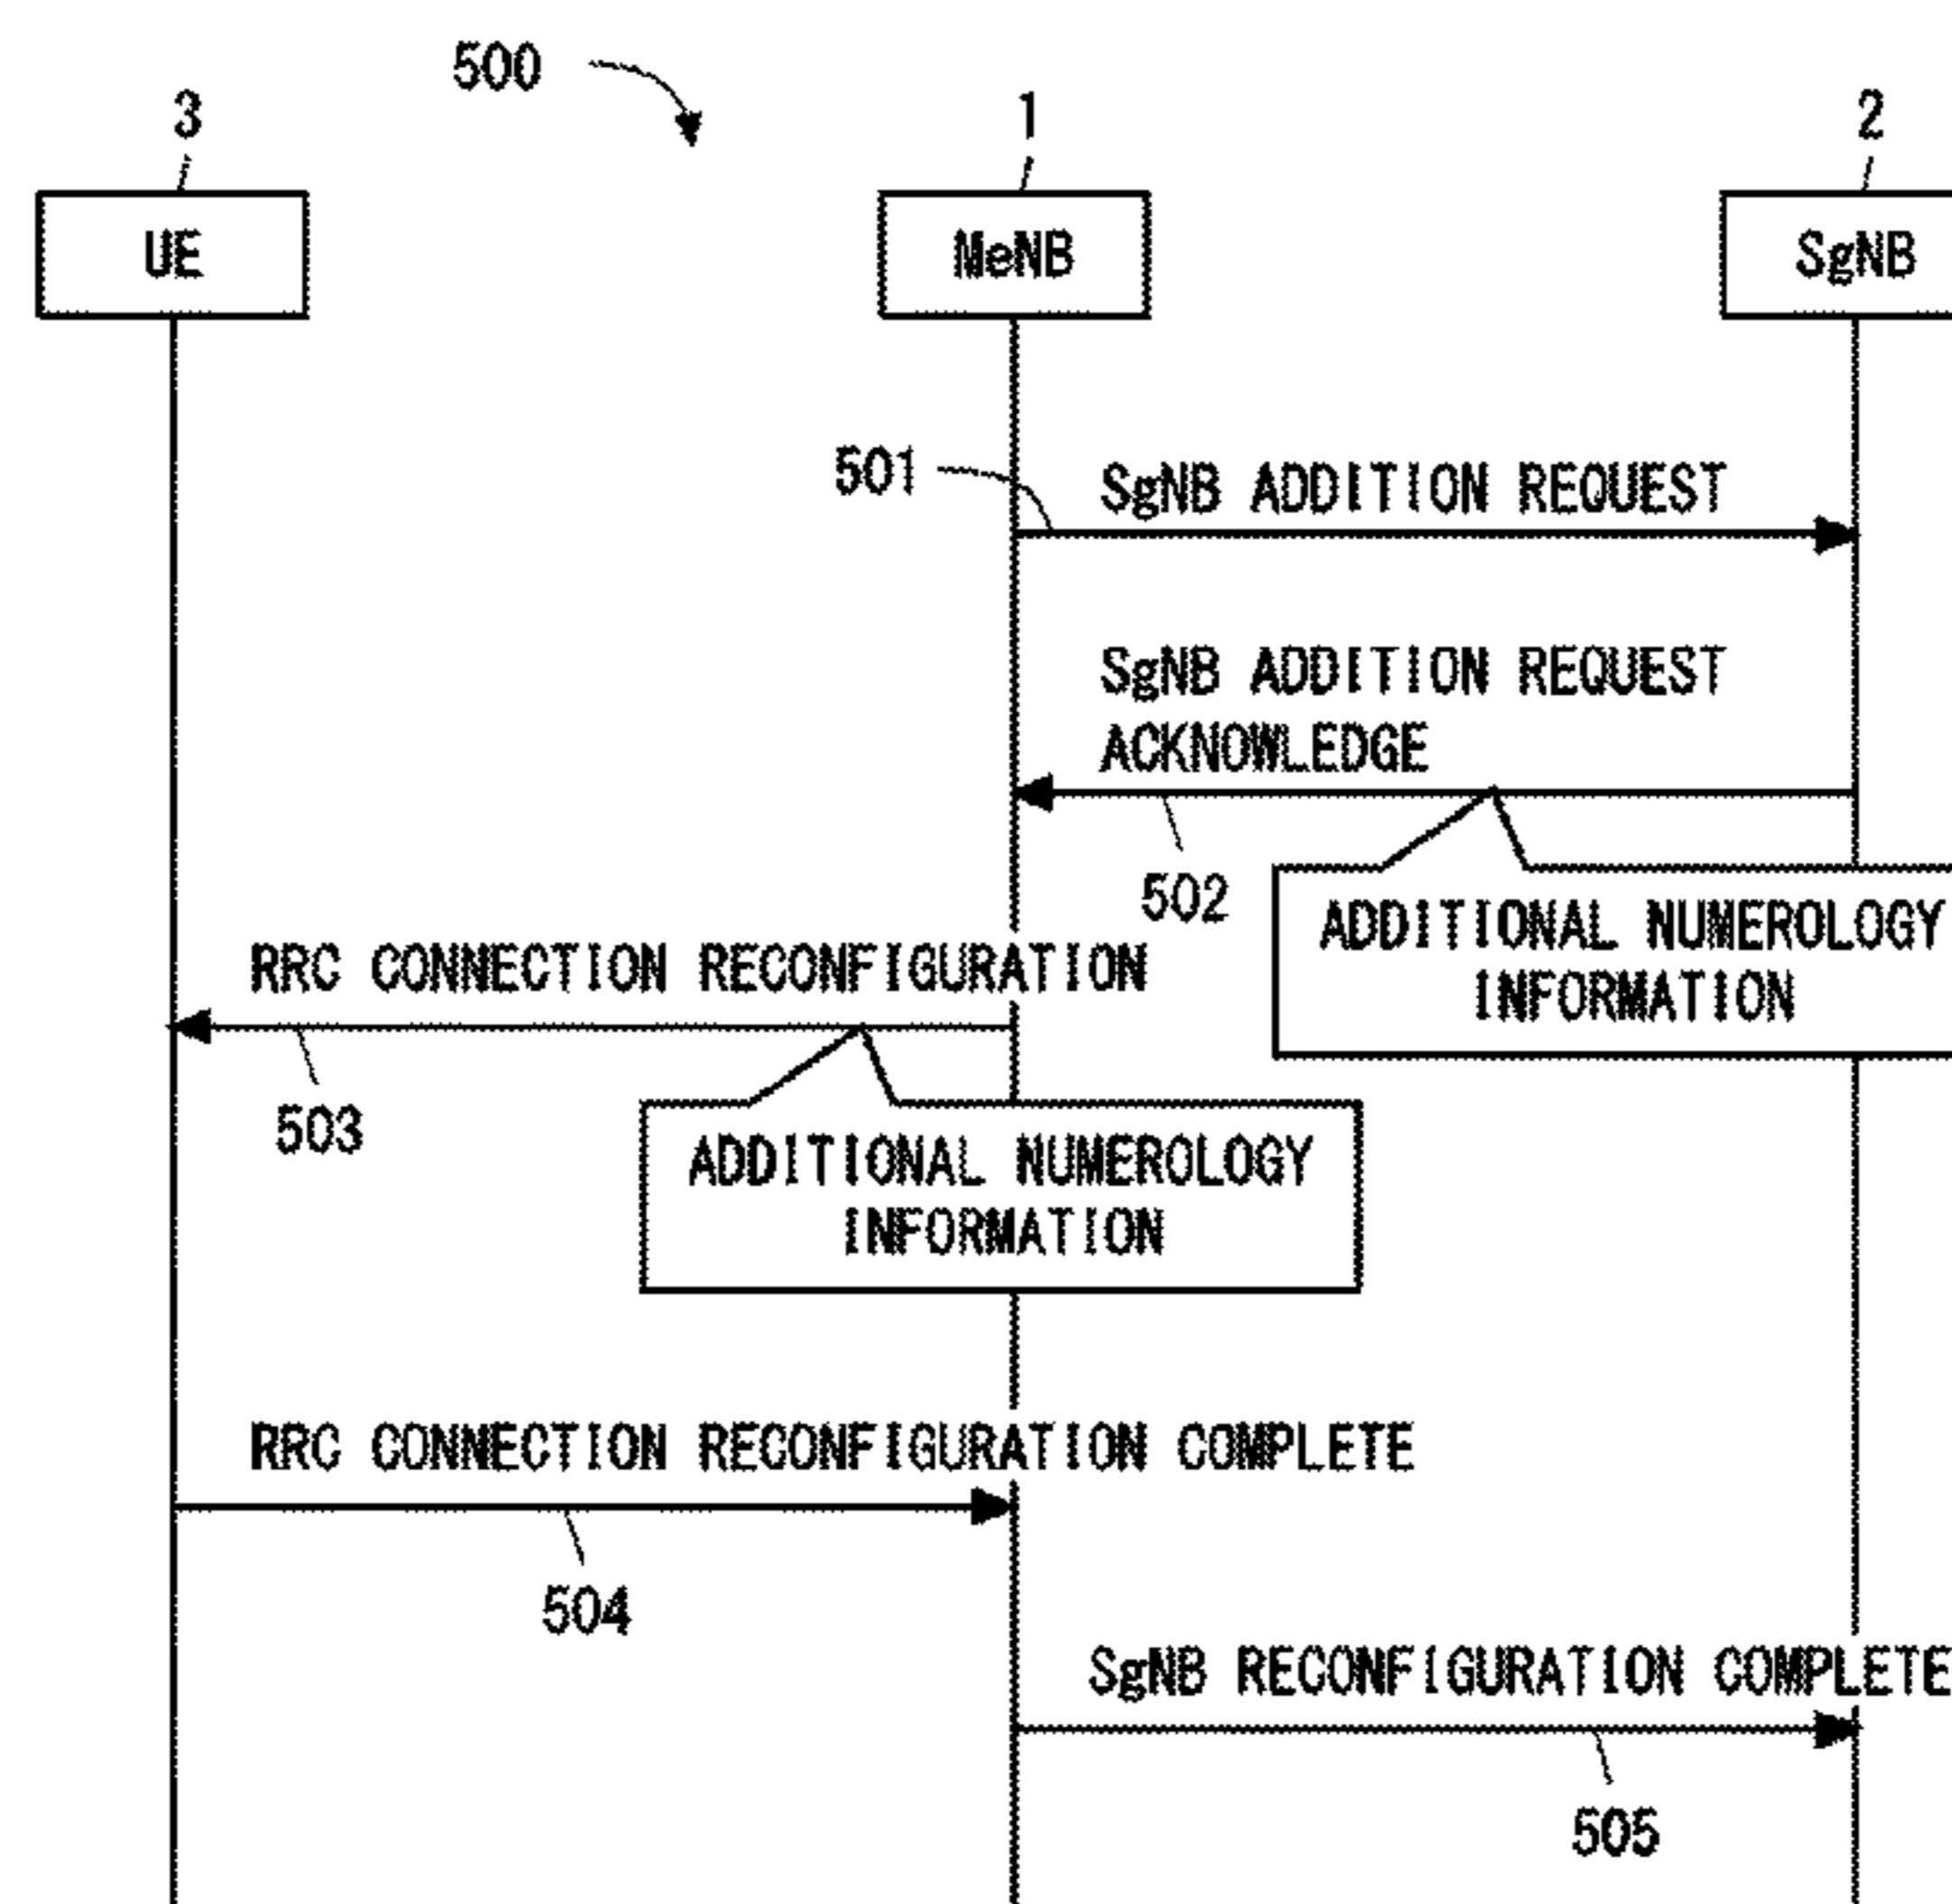 500
3
1
2
UE
MeNB
SgNB
501
SgNB ADDITION REQUEST
SgNB ADDITION REQUEST
ACKNOWLEDGE
502
ADDITIONAL NUMEROLOGY
INFORMATION
RRC CONNECTION RECONFIGURATION
503
ADDITIONAL NUMEROLOGY
INFORMATION
RRC CONNECTION RECONFIGURATION COMPLETE
504
SgNB RECONFIGURATION COMPLETE
505